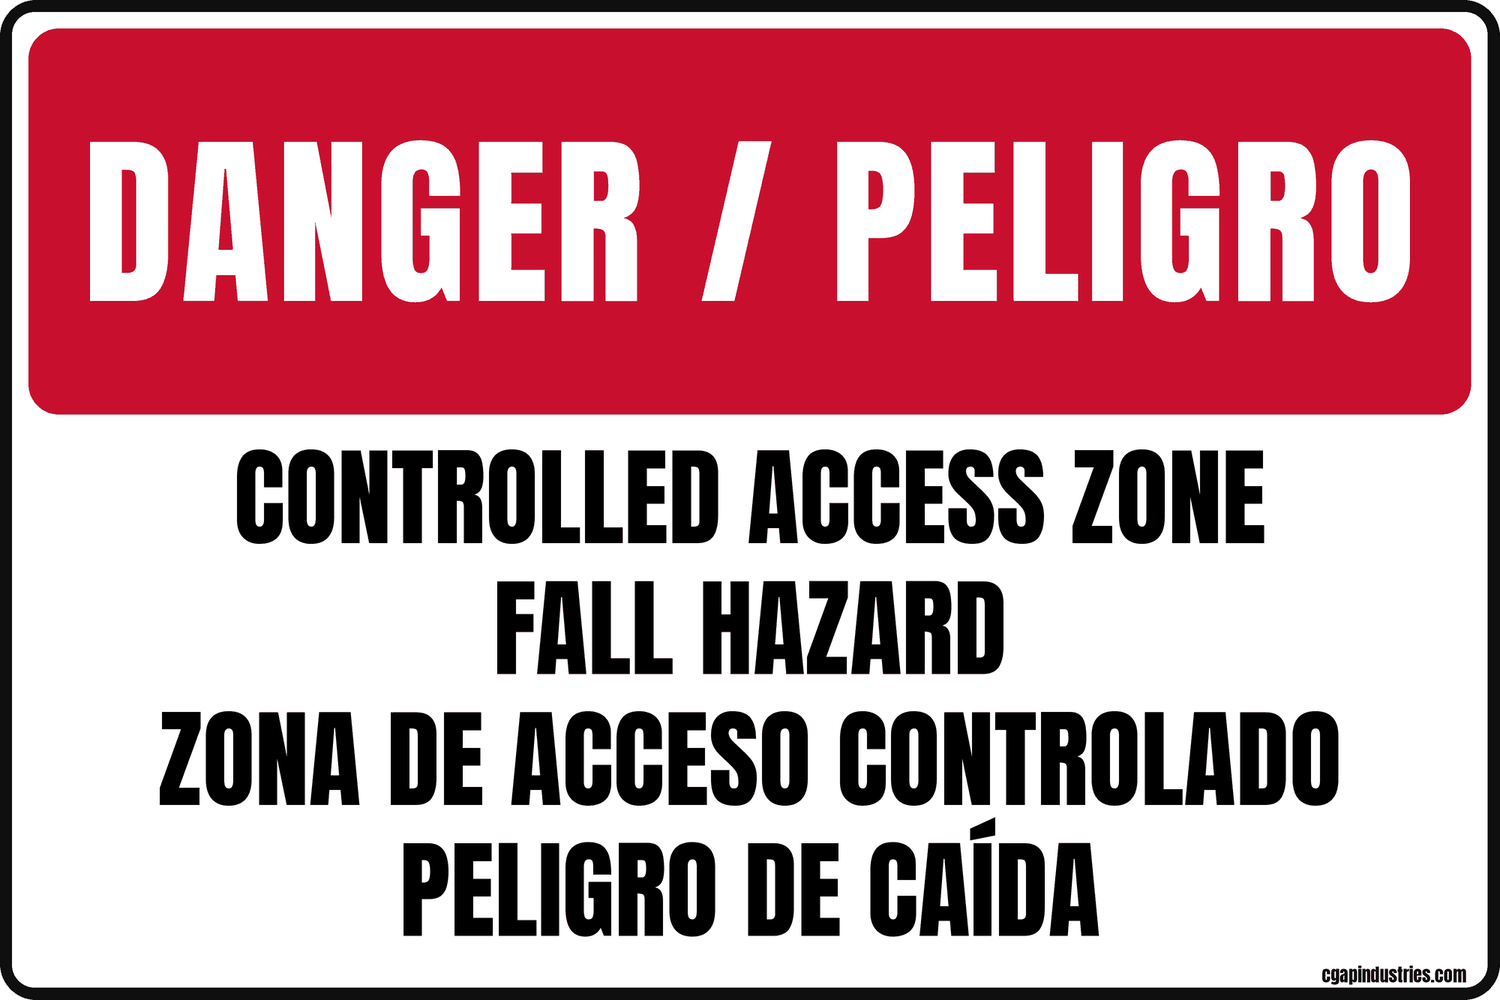 DANGER / PELIGRO
CONTROLLED ACCESS ZONE
FALL HAZARD
ZONA DE ACCESO CONTROLADO
PELIGRO DE CAÍDA
cgapindustries.com